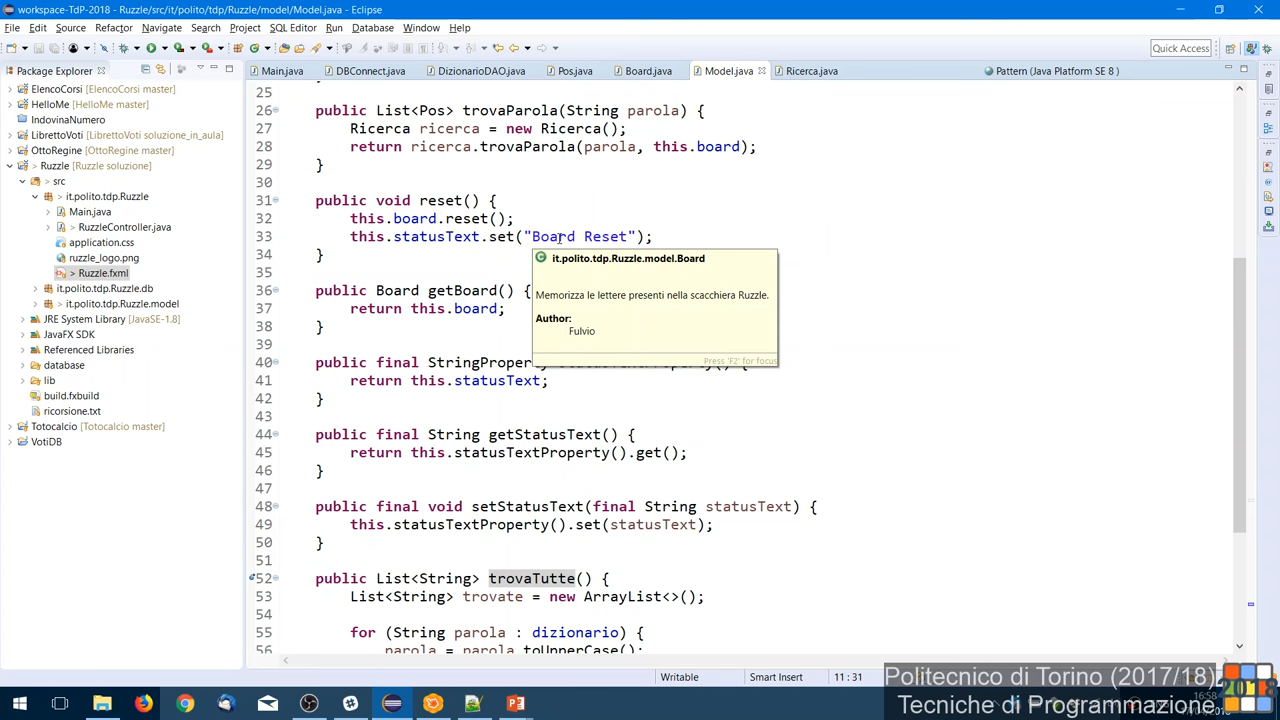 workspace-TdP-2018 - Ruzzle/src/it/polito/tdp/Ruzzle/model/Model.java - Eclipse
File Edit Source Refactor Navigate Search Project SQL Editor Run Database Window Help
Quick Access
Package Explorer
Main.java DBConnect.java DizionarioDAO.java Pos.java Board.java Model.java Ricerca.java
Pattern (Java Platform SE 8 )
ElencoCorsi [ElencoCorsi master]
HelloMe [HelloMe master]
IndovinaNumero
LibrettoVoti [LibrettoVoti soluzione_in_aula]
OttoRegine [OttoRegine master]
> Ruzzle [Ruzzle soluzione]
> src
> it.polito.tdp.Ruzzle
Main.java
> RuzzleController.java
application.css
ruzzle_logo.png
> Ruzzle.fxml
it.polito.tdp.Ruzzle.db
> it.polito.tdp.Ruzzle.model
JRE System Library [JavaSE-1.8]
JavaFX SDK
Referenced Libraries
database
lib
build.fxbuild
ricorsione.txt
Totocalcio [Totocalcio master]
VotiDB
25
26 public List<Pos> trovaParola(String parola) {
27 Ricerca ricerca = new Ricerca();
28 return ricerca.trovaParola(parola, this.board);
29 }
30
31 public void reset() {
32 this.board.reset();
33 this.statusText.set("Board Reset");
34 }
35
36 public Board getBoard() {
37 return this.board;
38 }
39
40 public final StringProperty
41 return this.statusText;
42 }
43
44 public final String getStatusText() {
45 return this.statusTextProperty().get();
46 }
47
48 public final void setStatusText(final String statusText) {
49 this.statusTextProperty().set(statusText);
50 }
51
52 public List<String> trovaTutte() {
53 List<String> trovate = new ArrayList<>();
54
55 for (String parola : dizionario) {
56 parola = parola.toUpperCase();
it.polito.tdp.Ruzzle.model.Board
Memorizza le lettere presenti nella scacchiera Ruzzle.
Author:
Fulvio
Press 'F2' for focus
Writable Smart Insert 11 : 31
Politecnico di Torino (2017/18)
Tecniche di Programmazione
16:58
2018